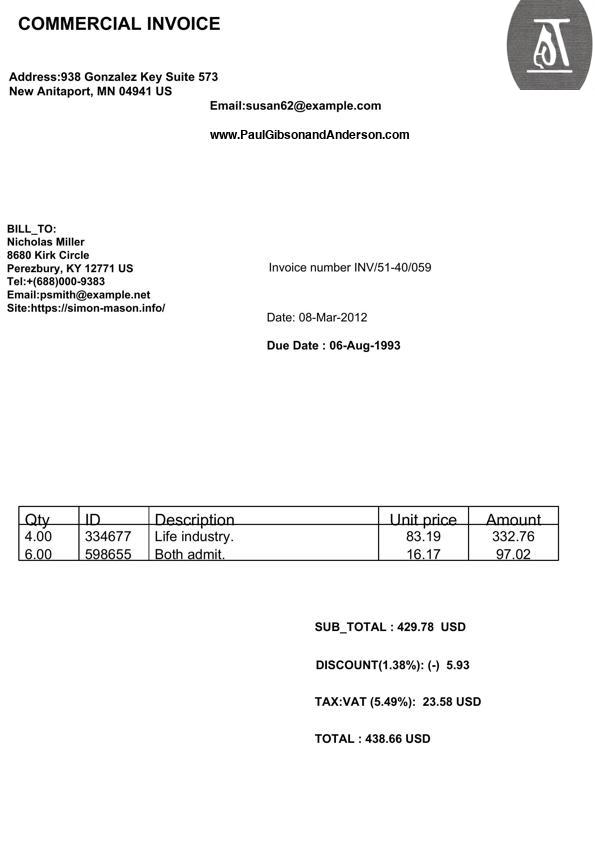 COMMERCIAL INVOICE
Address:938 Gonzalez Key Suite 573
New Anitaport, MN 04941 US
Email:susan62@example.com
www.PaulGibsonandAnderson.com
BILL_TO:
Nicholas Miller
8680 Kirk Circle
Perezbury, KY 12771 US
Tel:+(688)000-9383
Email:psmith@example.net
Site:https://simon-mason.info/
Invoice number INV/51-40/059
Date: 08-Mar-2012
Due Date : 06-Aug-1993
Qty ID Description Unit price Amount
4.00 334677 Life industry. 83.19 332.76
6.00 598655 Both admit. 16.17 97.02
SUB_TOTAL : 429.78 USD
DISCOUNT(1.38%): (-) 5.93
TAX:VAT (5.49%): 23.58 USD
TOTAL : 438.66 USD